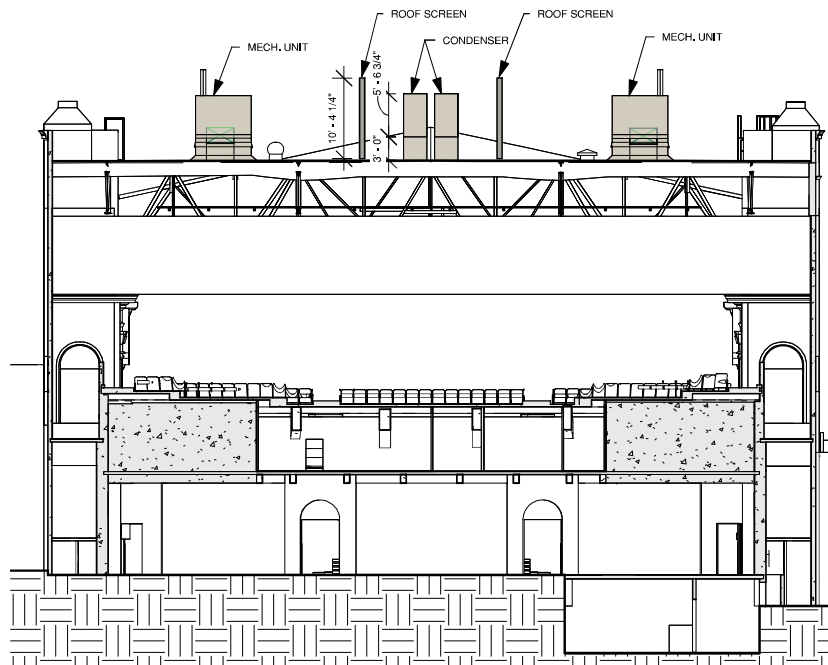 ROOF SCREEN
ROOF SCREEN
MECH. UNIT
CONDENSER
MECH. UNIT
10' - 4 1/4"
5' - 6 3/4"
3' - 0"